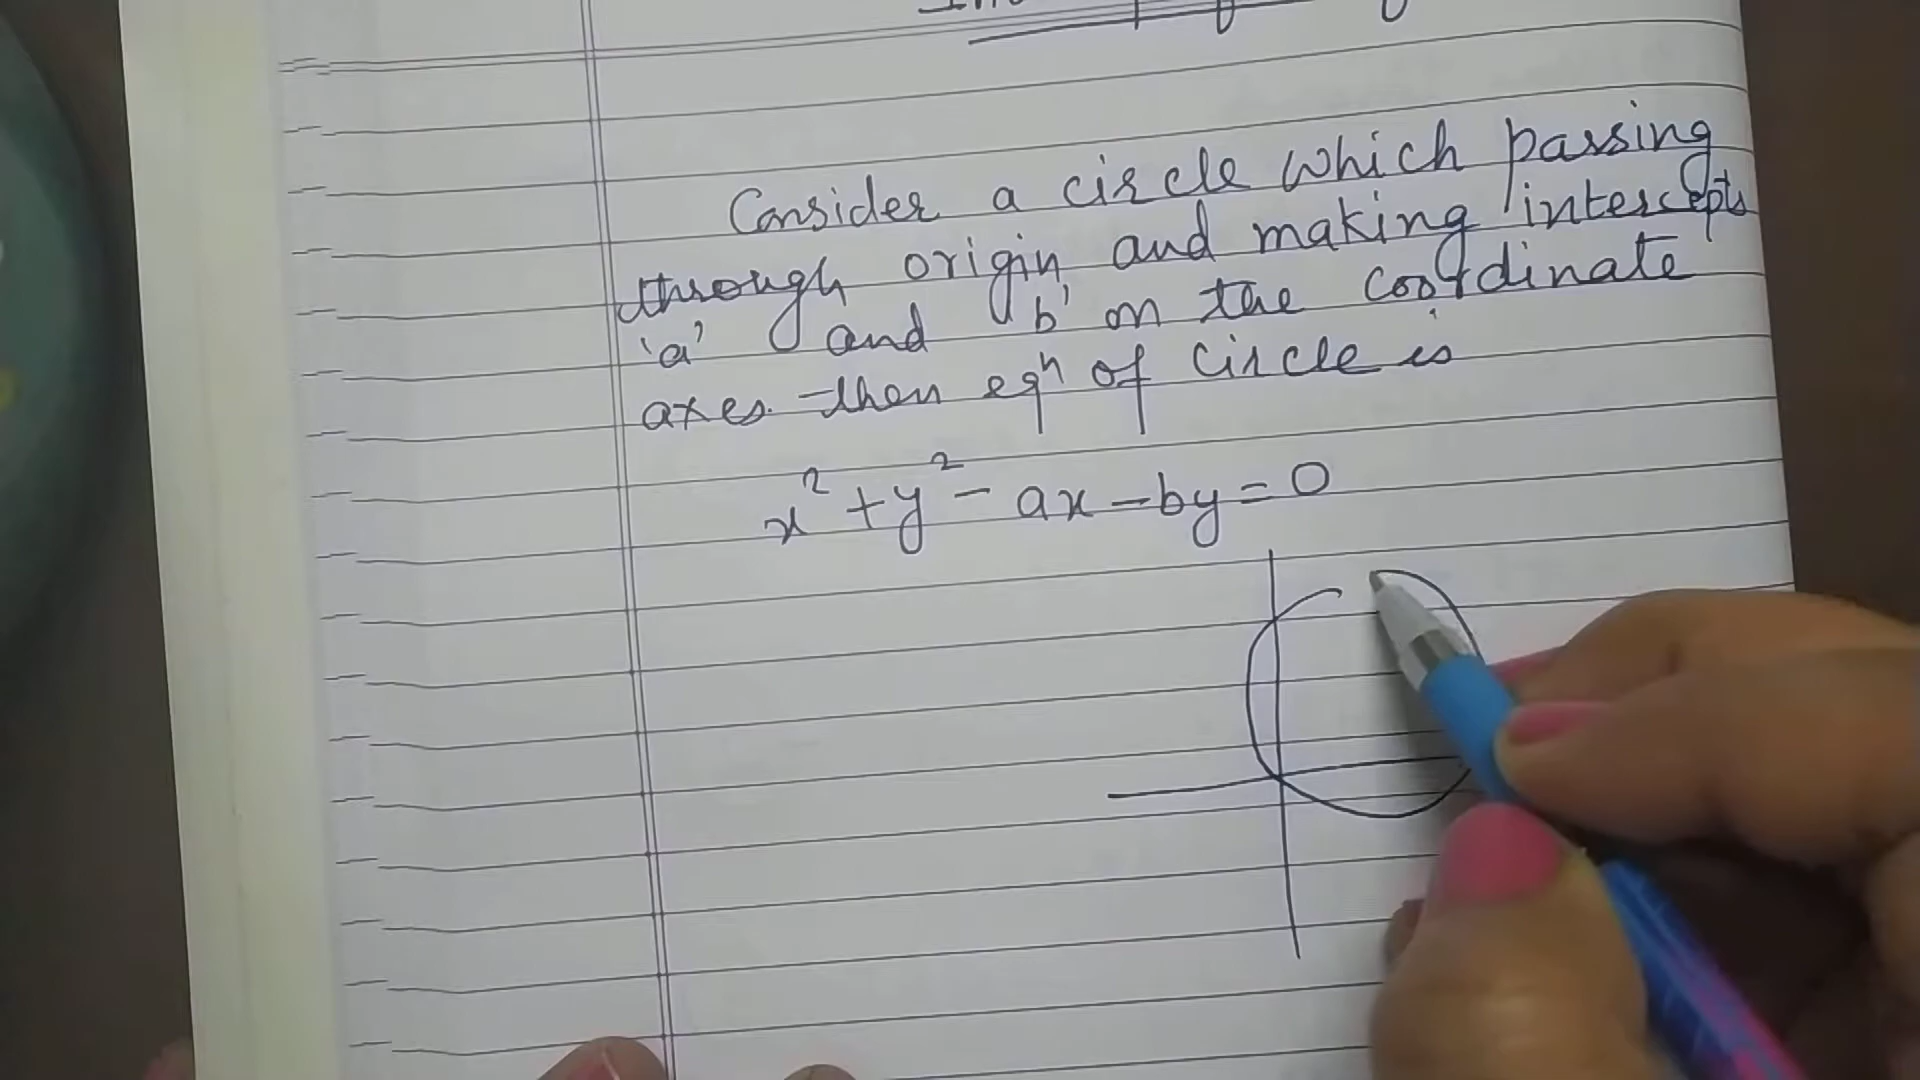 Consider a circle which passing
through origin and making intercepts
'a' and 'b' on the coordinate
axes. then eqⁿ of circle is
x² + y² - ax - by = 0